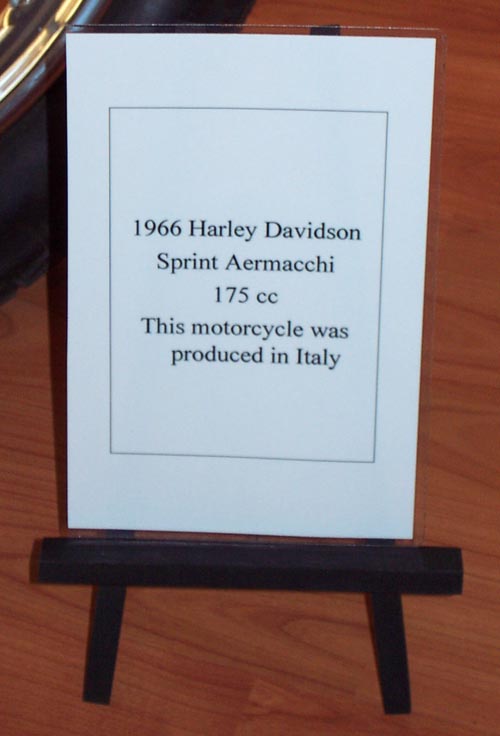 1966 Harley Davidson
Sprint Aermacchi
175 cc
This motorcycle was
produced in Italy